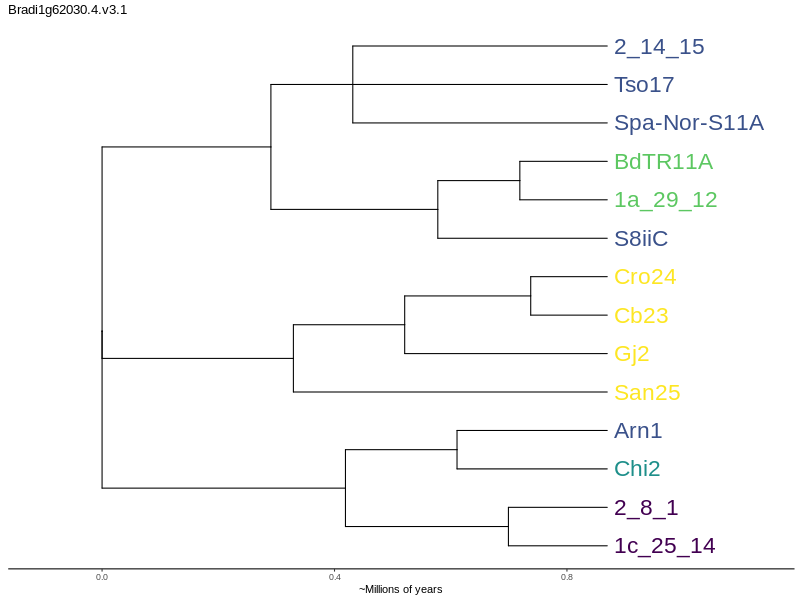 Bradi1g62030.4.v3.1
2_14_15
Tso17
Spa-Nor-S11A
BdTR11A
1a_29_12
S8iiC
Cro24
Cb23
Gj2
San25
Arn1
Chi2
2_8_1
1c_25_14
0.0 0.4 0.8
~Millions of years